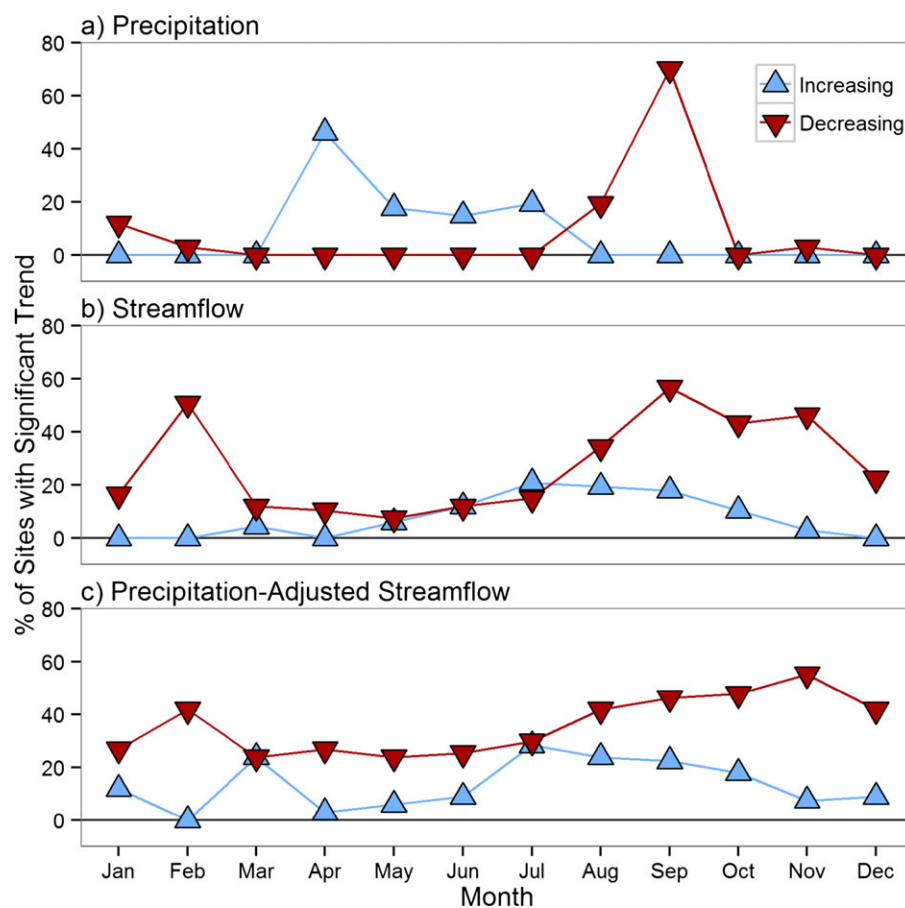 a) Precipitation
80
60
40
20
0
Increasing
Decreasing
b) Streamflow
80
60
40
20
0
c) Precipitation-Adjusted Streamflow
80
60
40
20
0
% of Sites with Significant Trend
Jan Feb Mar Apr May Jun Jul Aug Sep Oct Nov Dec
Month